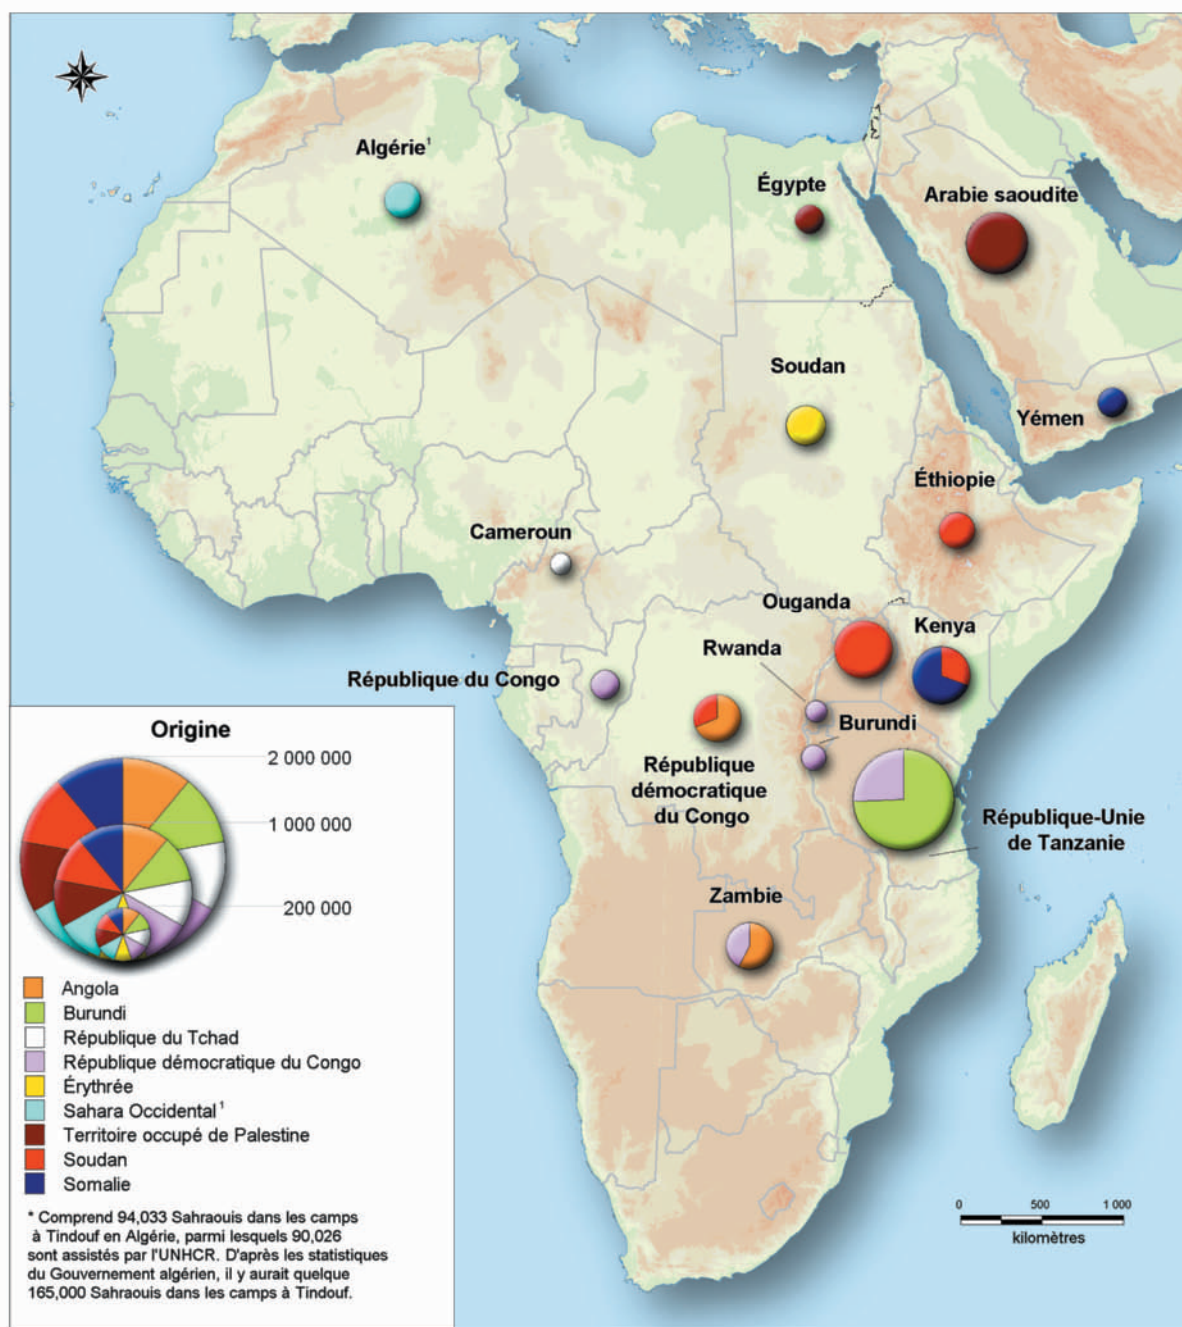 Algérie¹
Égypte
Arabie saoudite
Soudan
Yémen
Éthiopie
Cameroun
Ouganda
Kenya
Rwanda
République du Congo
Burundi
République
démocratique
du Congo
République-Unie
de Tanzanie
Zambie
Origine
2 000 000
1 000 000
200 000
Angola
Burundi
République du Tchad
République démocratique du Congo
Érythrée
Sahara Occidental¹
Territoire occupé de Palestine
Soudan
Somalie
* Comprend 94,033 Sahraouis dans les camps
à Tindouf en Algérie, parmi lesquels 90,026
sont assistés par l'UNHCR. D'après les statistiques
du Gouvernement algérien, il y aurait quelque
165,000 Sahraouis dans les camps à Tindouf.
0 500 1 000
kilomètres